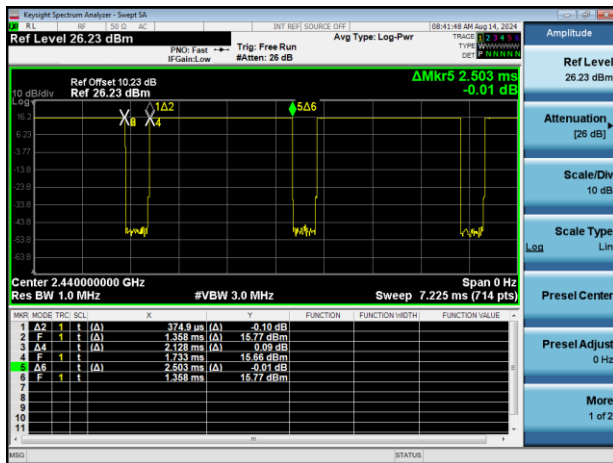 Keysight Spectrum Analyzer - Swept SA
RL RF 50 Ω AC INT REF SOURCE OFF 08:41:48 AM Aug 14, 2024
Ref Level 26.23 dBm
PNO: Fast
IFGain:Low
Trig: Free Run
#Atten: 26 dB
Avg Type: Log-Pwr
TRACE 1 2 3 4 5 6
TYPE WWWWWW
DET P N N N N N
Ref Offset 10.23 dB
Ref 26.23 dBm
10 dB/div
Log
ΔMkr5 2.503 ms
-0.01 dB
1Δ2
5Δ6
4
16.2
6.23
-3.77
-13.8
-23.8
-33.8
-43.8
-53.8
-63.8
Center 2.440000000 GHz
Span 0 Hz
Res BW 1.0 MHz
#VBW 3.0 MHz
Sweep 7.225 ms (714 pts)
MKR MODE TRC SCL X Y FUNCTION FUNCTION WIDTH FUNCTION VALUE
1 Δ2 1 t (Δ) 374.9 µs (Δ) -0.10 dB
2 F 1 t 1.358 ms 15.77 dBm
3 Δ4 1 t (Δ) 2.128 ms (Δ) 0.09 dB
4 F 1 t 1.733 ms 15.66 dBm
5 Δ6 1 t (Δ) 2.503 ms (Δ) -0.01 dB
6 F 1 t 1.358 ms 15.77 dBm
7
8
9
10
11
MSG
STATUS
Amplitude
Ref Level
26.23 dBm
Attenuation
[26 dB]
Scale/Div
10 dB
Scale Type
Log Lin
Presel Center
Presel Adjust
0 Hz
More
1 of 2